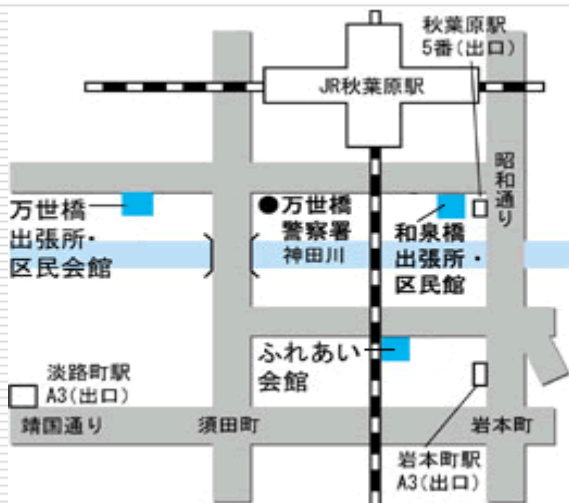 秋葉原駅
5番(出口)
JR秋葉原駅
昭和通り
万世橋
出張所・
区民会館
●万世橋
警察署
神田川
和泉橋
出張所・
区民館
ふれあい
会館
淡路町駅
A3(出口)
靖国通り
須田町
岩本町
岩本町駅
A3(出口)